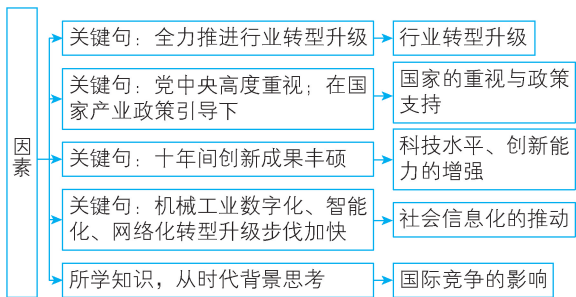 因素
关键句：全力推进行业转型升级
行业转型升级
关键句：党中央高度重视；在国
家产业政策引导下
国家的重视与政策
支持
关键句：十年间创新成果丰硕
科技水平、创新能
力的增强
关键句：机械工业数字化、智能
化、网络化转型升级步伐加快
社会信息化的推动
所学知识，从时代背景思考
国际竞争的影响